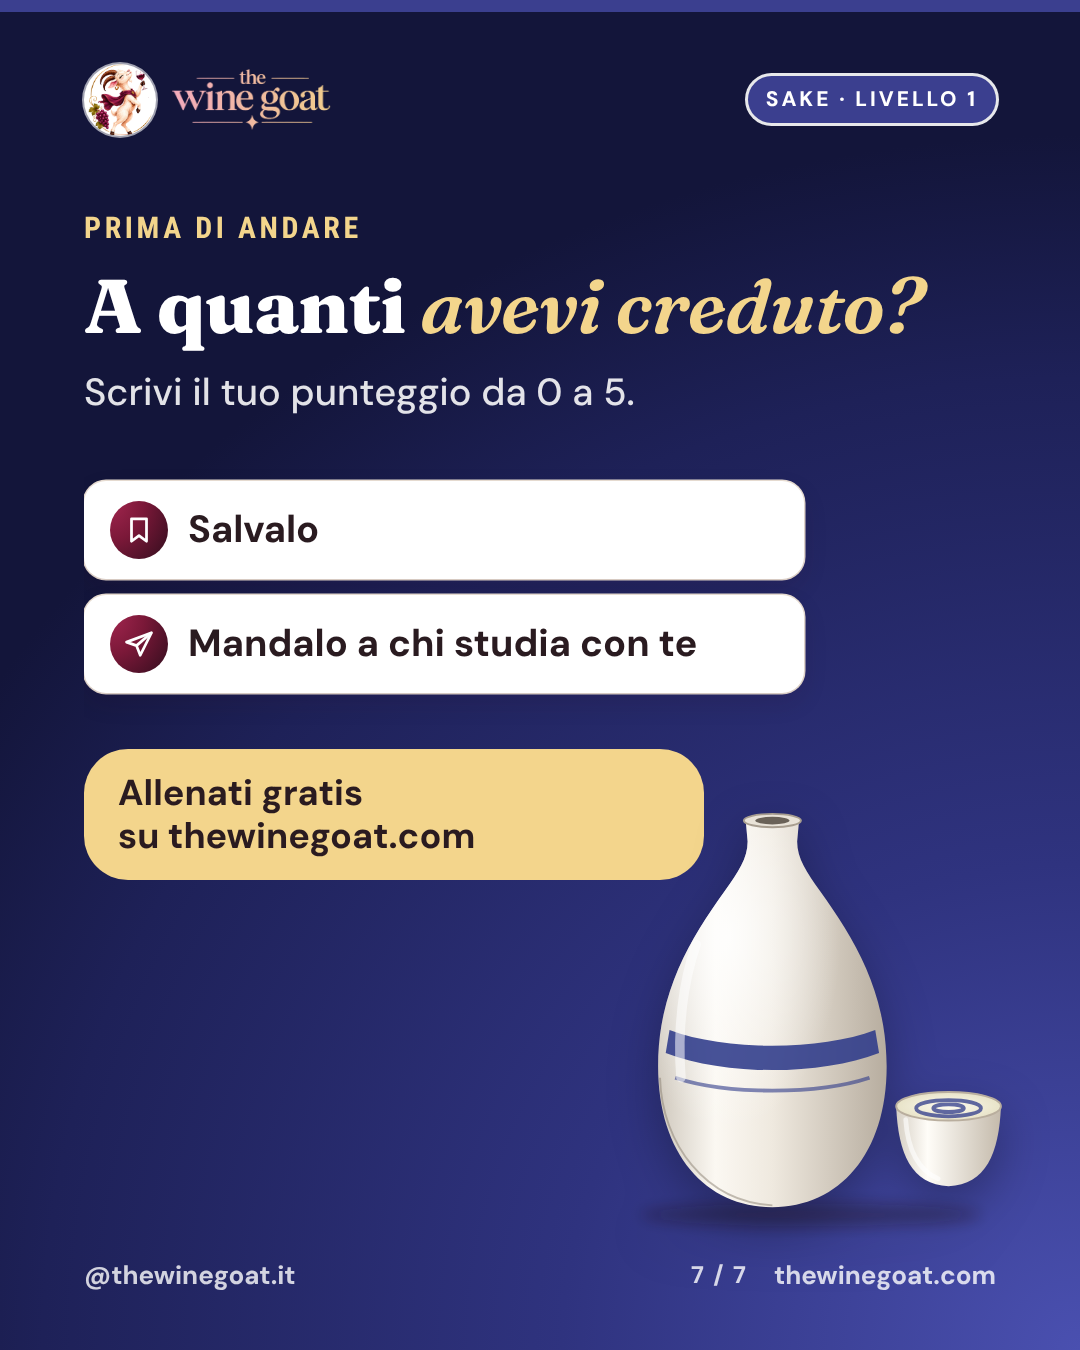 the
wine goat
SAKE · LIVELLO 1
PRIMA DI ANDARE
A quanti avevi creduto?
Scrivi il tuo punteggio da 0 a 5.
Salvalo
Mandalo a chi studia con te
Allenati gratis
su thewinegoat.com
@thewinegoat.it
7 / 7 thewinegoat.com